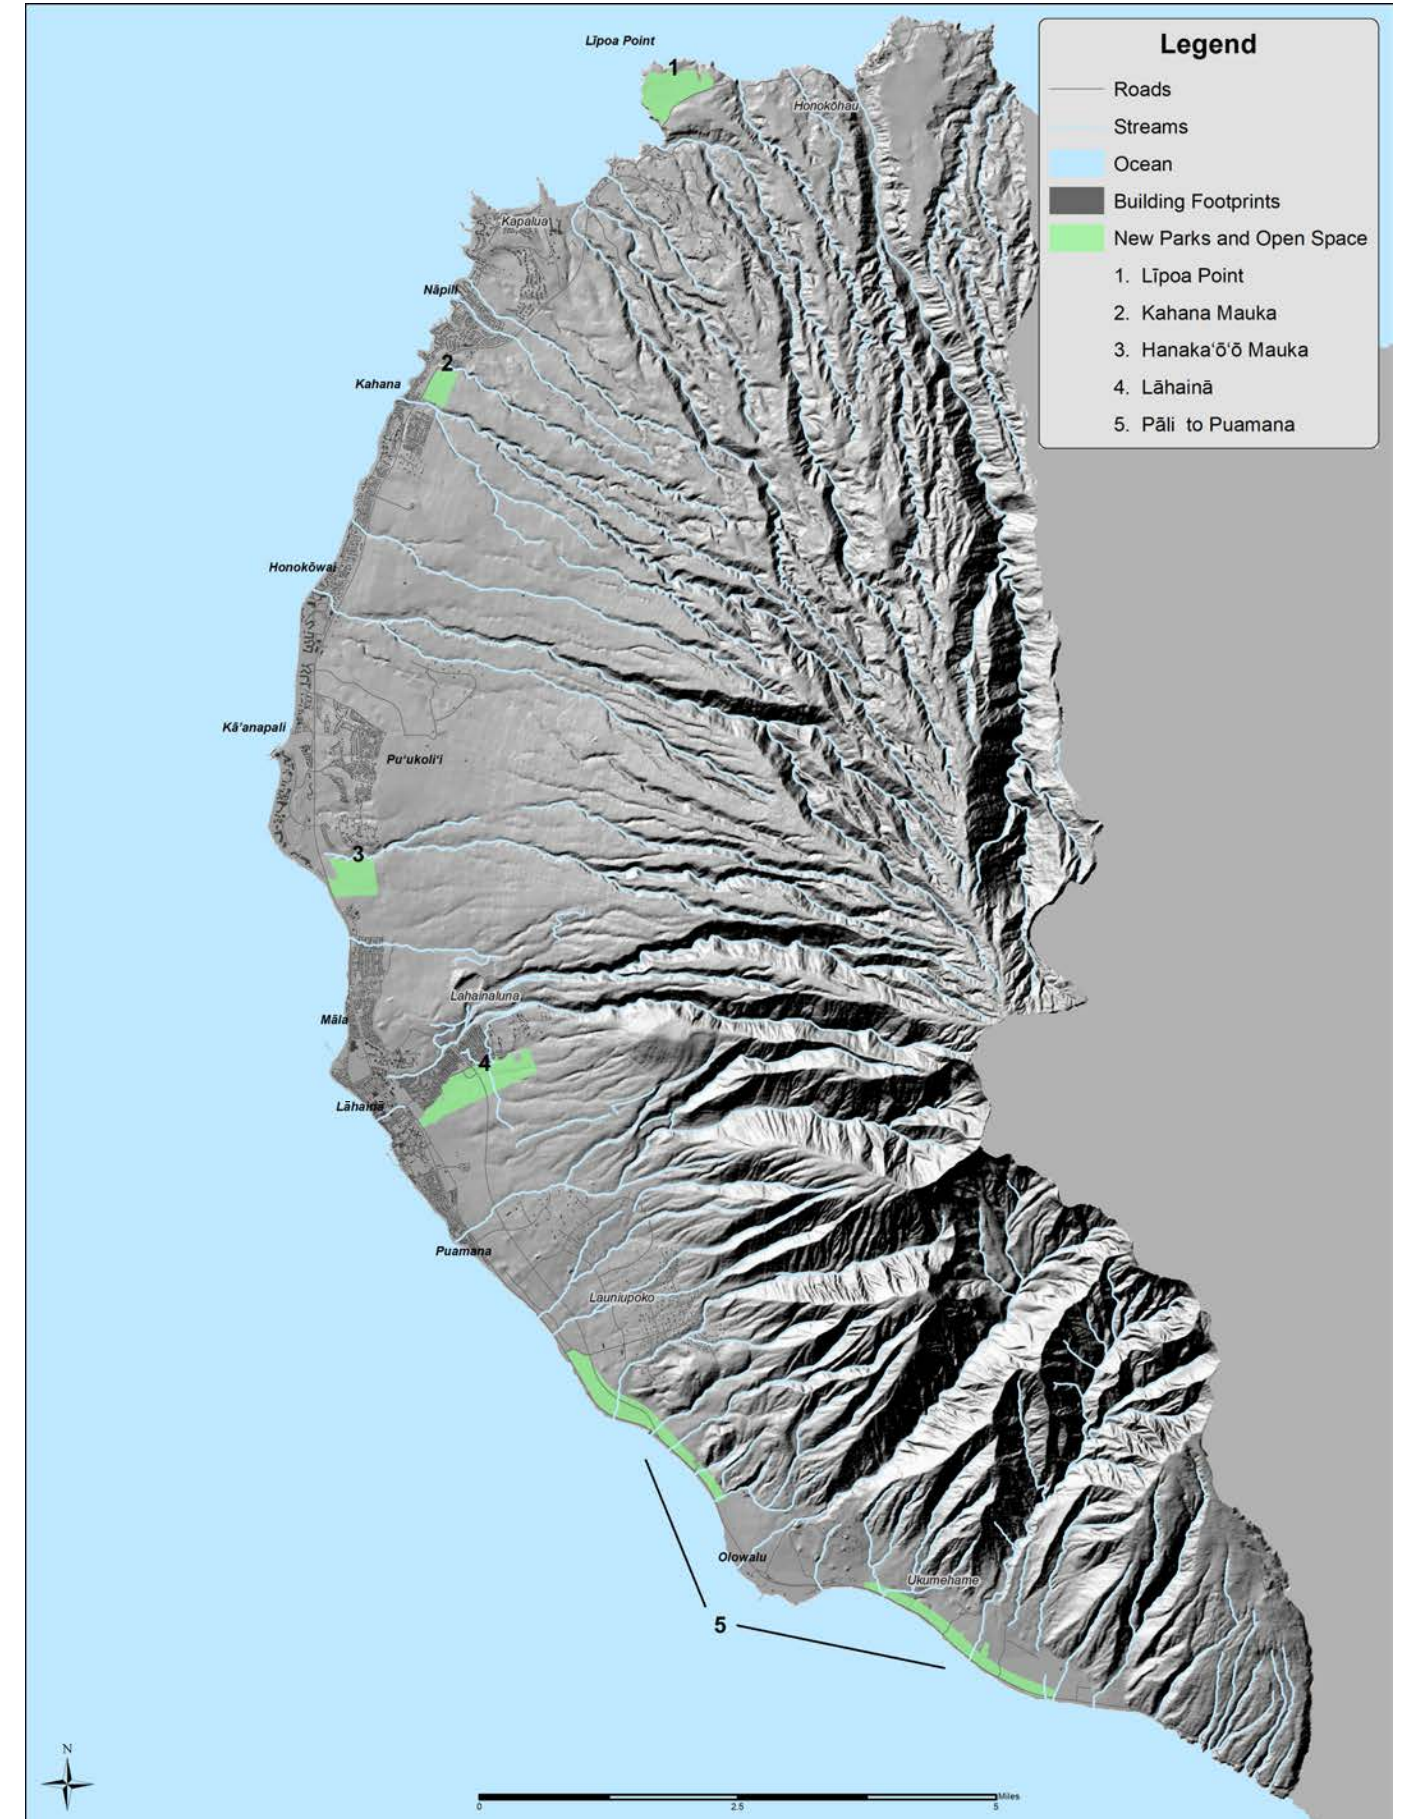 Līpoa Point
1
Legend
Roads
Streams
Ocean
Building Footprints
New Parks and Open Space
1. Līpoa Point
2. Kahana Mauka
3. Hanakaʻōʻō Mauka
4. Lāhainā
5. Pāli to Puamana
Honokōhau
Kapalua
Nāpili
2
Kahana
Honokōwai
Kāʻanapali
Puʻukoliʻi
3
Lahainaluna
Māla
4
Lāhainā
Puamana
Launiupoko
Olowalu
Ukumehame
5
N
Miles
0 2.5 5